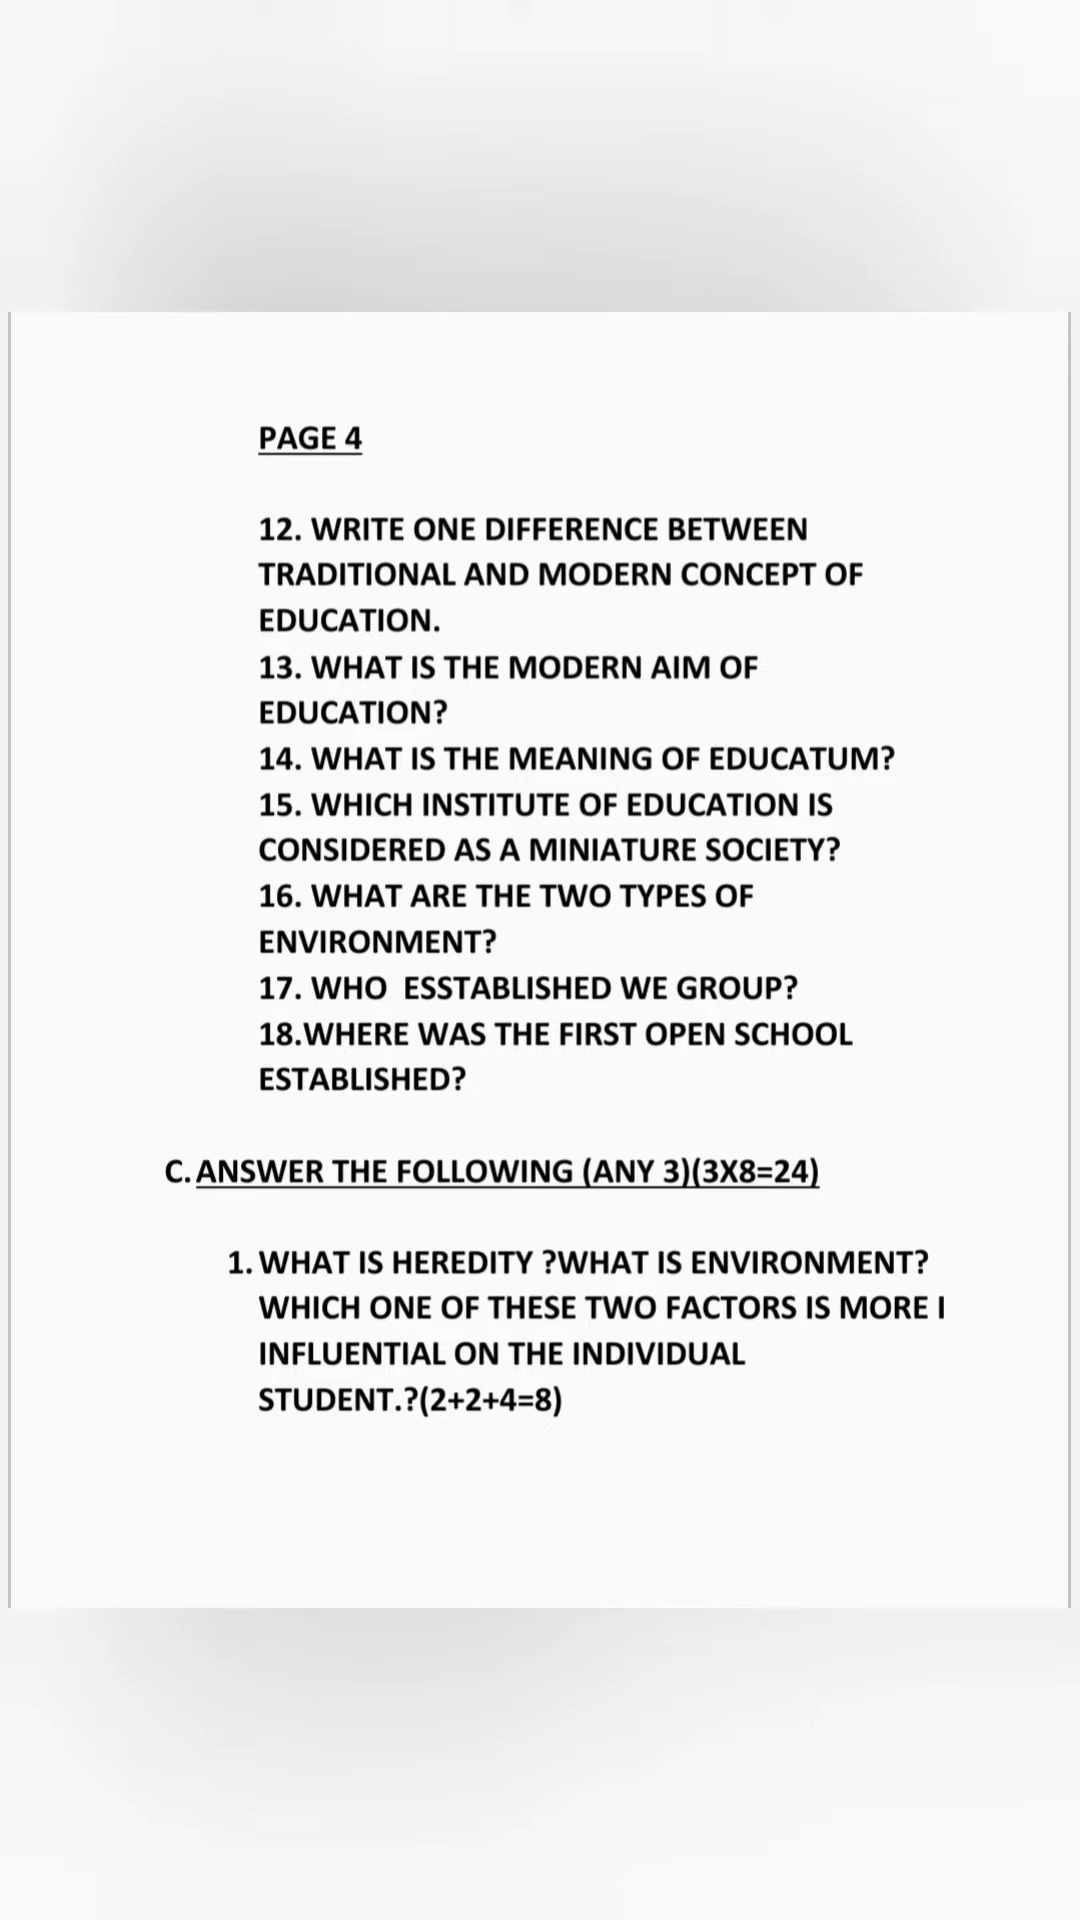 PAGE 4
12. WRITE ONE DIFFERENCE BETWEEN
TRADITIONAL AND MODERN CONCEPT OF
EDUCATION.
13. WHAT IS THE MODERN AIM OF
EDUCATION?
14. WHAT IS THE MEANING OF EDUCATUM?
15. WHICH INSTITUTE OF EDUCATION IS
CONSIDERED AS A MINIATURE SOCIETY?
16. WHAT ARE THE TWO TYPES OF
ENVIRONMENT?
17. WHO  ESSTABLISHED WE GROUP?
18.WHERE WAS THE FIRST OPEN SCHOOL
ESTABLISHED?
C. ANSWER THE FOLLOWING (ANY 3)(3X8=24)
1. WHAT IS HEREDITY ?WHAT IS ENVIRONMENT?
WHICH ONE OF THESE TWO FACTORS IS MORE I
INFLUENTIAL ON THE INDIVIDUAL
STUDENT.?(2+2+4=8)